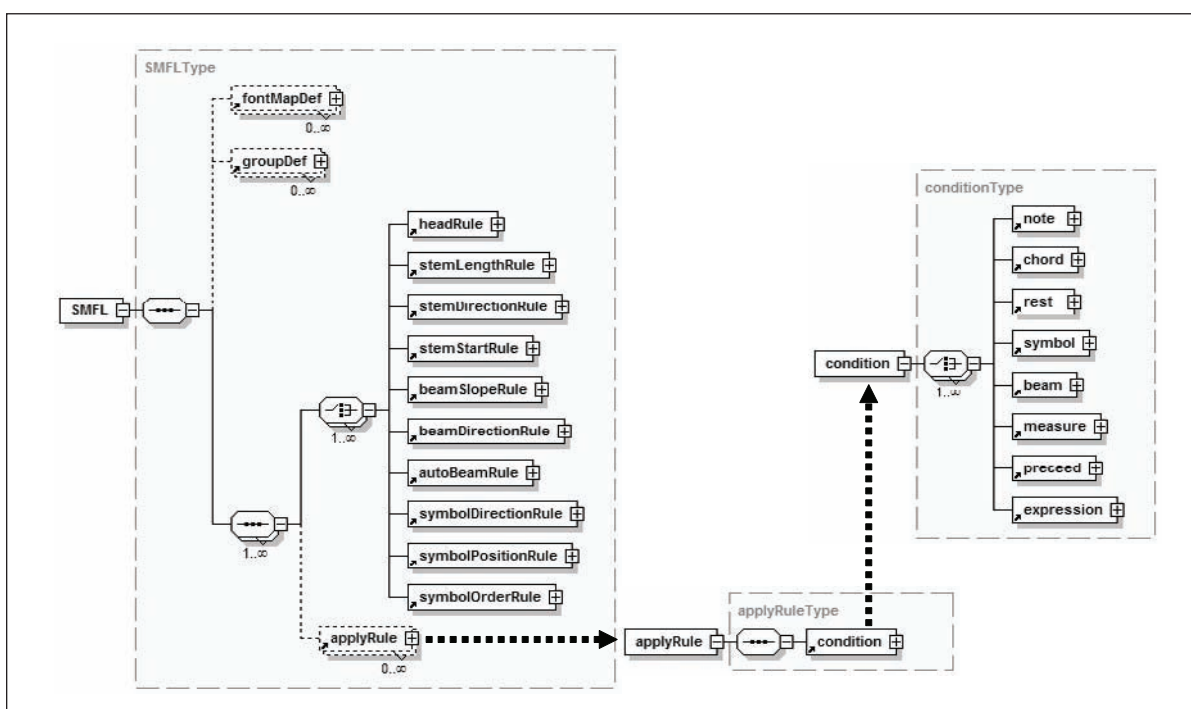 SMFLType
fontMapDef
0..∞
groupDef
0..∞
SMFL
headRule
stemLengthRule
stemDirectionRule
stemStartRule
beamSlopeRule
beamDirectionRule
autoBeamRule
symbolDirectionRule
symbolPositionRule
symbolOrderRule
1..∞
1..∞
applyRule
0..∞
applyRuleType
applyRule
condition
conditionType
condition
1..∞
note
chord
rest
symbol
beam
measure
preceed
expression